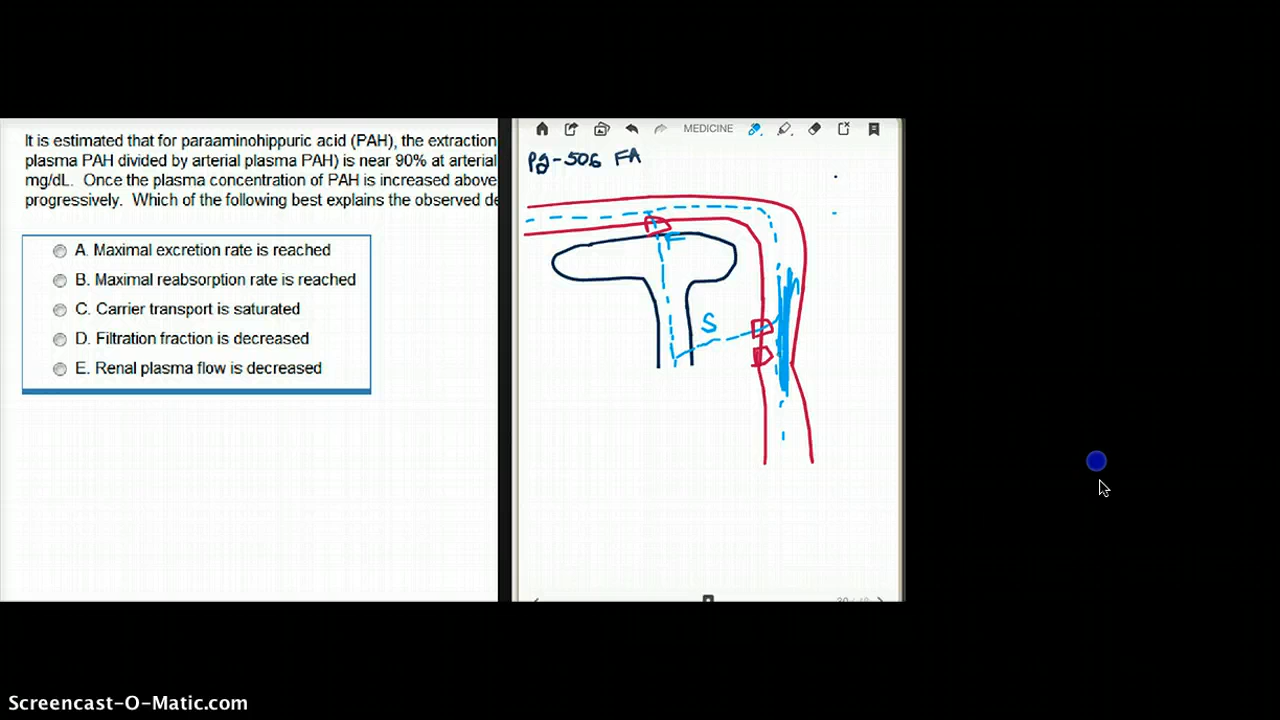 It is estimated that for paraaminohippuric acid (PAH), the extraction
plasma PAH divided by arterial plasma PAH) is near 90% at arterial
mg/dL. Once the plasma concentration of PAH is increased above
progressively. Which of the following best explains the observed de
A. Maximal excretion rate is reached
B. Maximal reabsorption rate is reached
C. Carrier transport is saturated
D. Filtration fraction is decreased
E. Renal plasma flow is decreased
MEDICINE
Pg-506 FA
F
S
Screencast-O-Matic.com